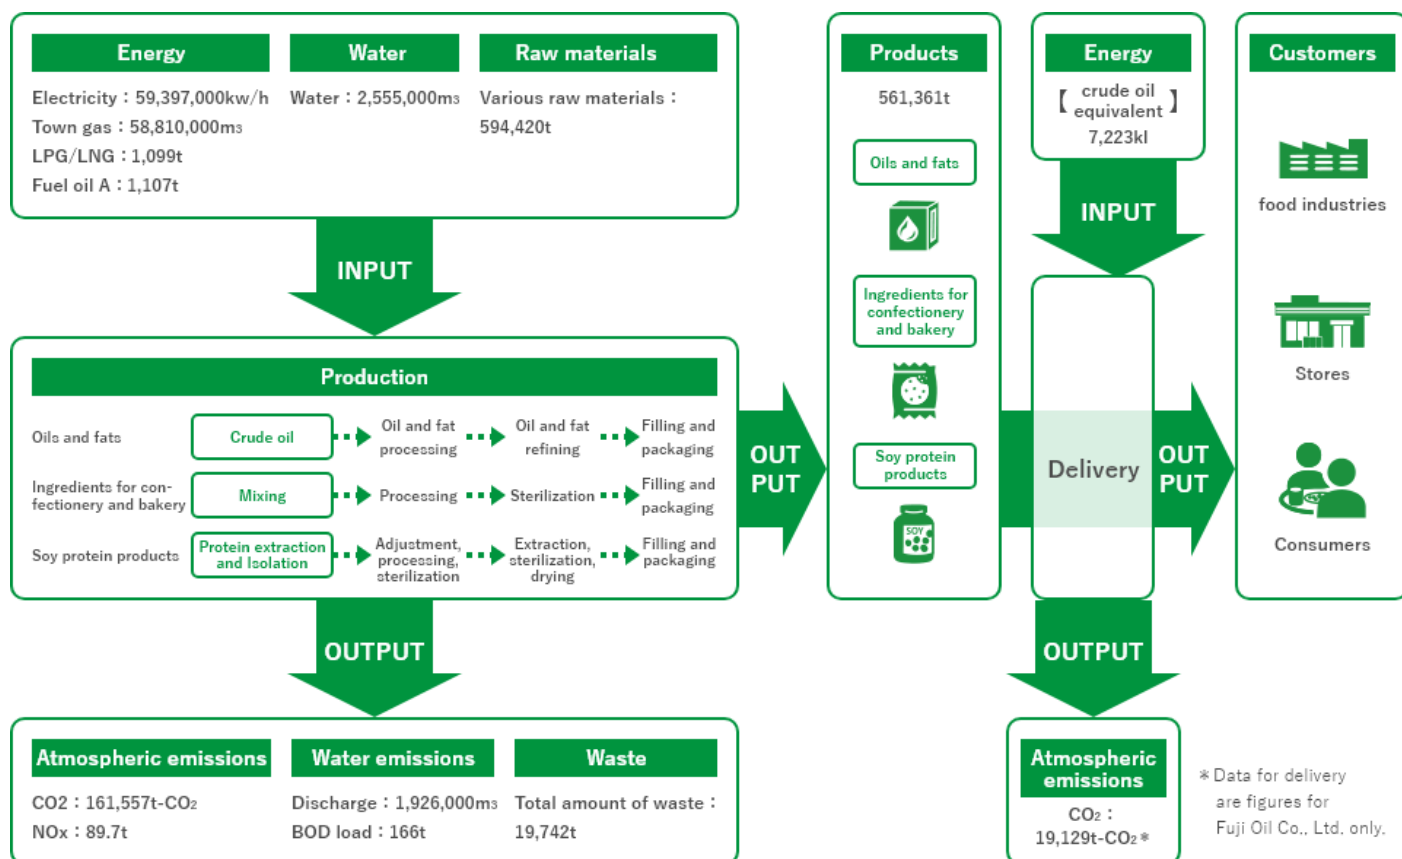 Energy
Electricity：59,397,000kw/h
Town gas：58,810,000m3
LPG/LNG：1,099t
Fuel oil A：1,107t
Water
Water：2,555,000m3
Raw materials
Various raw materials：
594,420t
INPUT
Production
Oils and fats
Crude oil
Oil and fat
processing
Oil and fat
refining
Filling and
packaging
Ingredients for con-
fectionery and bakery
Mixing
Processing
Sterilization
Filling and
packaging
Soy protein products
Protein extraction
and Isolation
Adjustment,
processing,
sterilization
Extraction,
sterilization,
drying
Filling and
packaging
OUTPUT
Atmospheric emissions
CO2：161,557t-CO2
NOx：89.7t
Water emissions
Discharge：1,926,000m3
BOD load：166t
Waste
Total amount of waste：
19,742t
OUT
PUT
Products
561,361t
Oils and fats
Ingredients for
confectionery
and bakery
Soy protein
products
SOY
Energy
【 crude oil
equivalent 】
7,223kl
INPUT
Delivery
OUTPUT
Atmospheric
emissions
CO2：
19,129t-CO2＊
OUT
PUT
Customers
food industries
Stores
Consumers
＊Data for delivery
are figures for
Fuji Oil Co., Ltd. only.